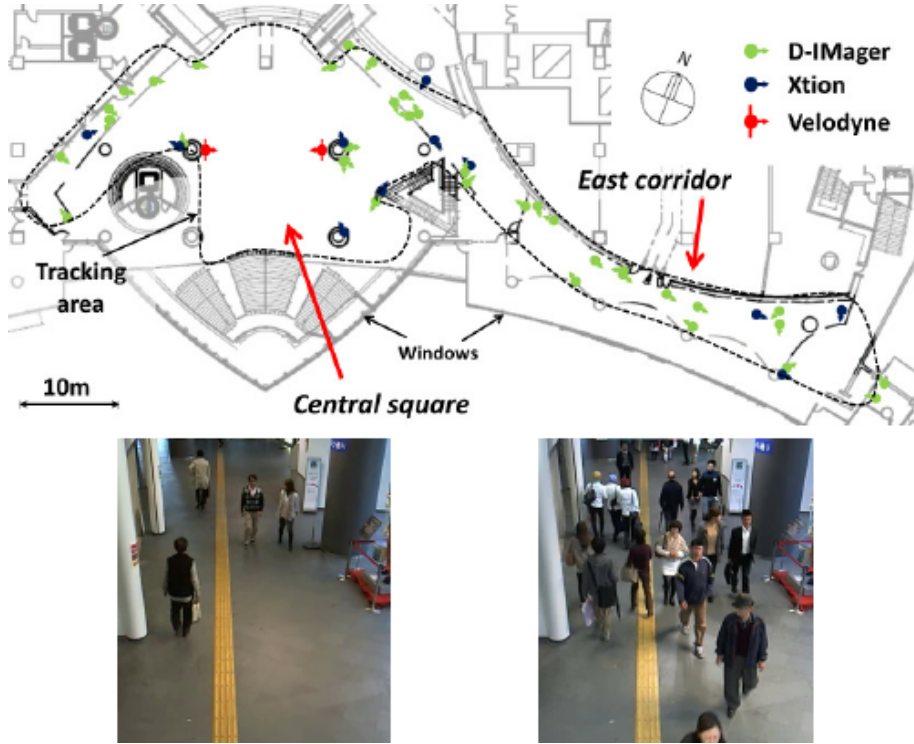 N
D-IMager
Xtion
Velodyne
East corridor
Tracking
area
Windows
10m
Central square